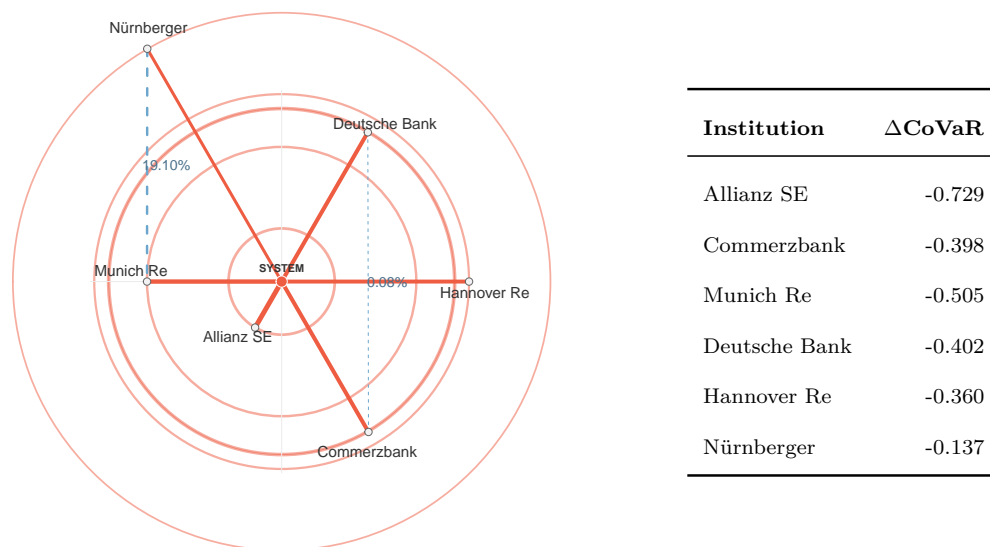 Nürnberger
Deutsche Bank
19.10%
Munich Re
SYSTEM
0.08%
Hannover Re
Allianz SE
Commerzbank
Institution ΔCoVaR
Allianz SE -0.729
Commerzbank -0.398
Munich Re -0.505
Deutsche Bank -0.402
Hannover Re -0.360
Nürnberger -0.137